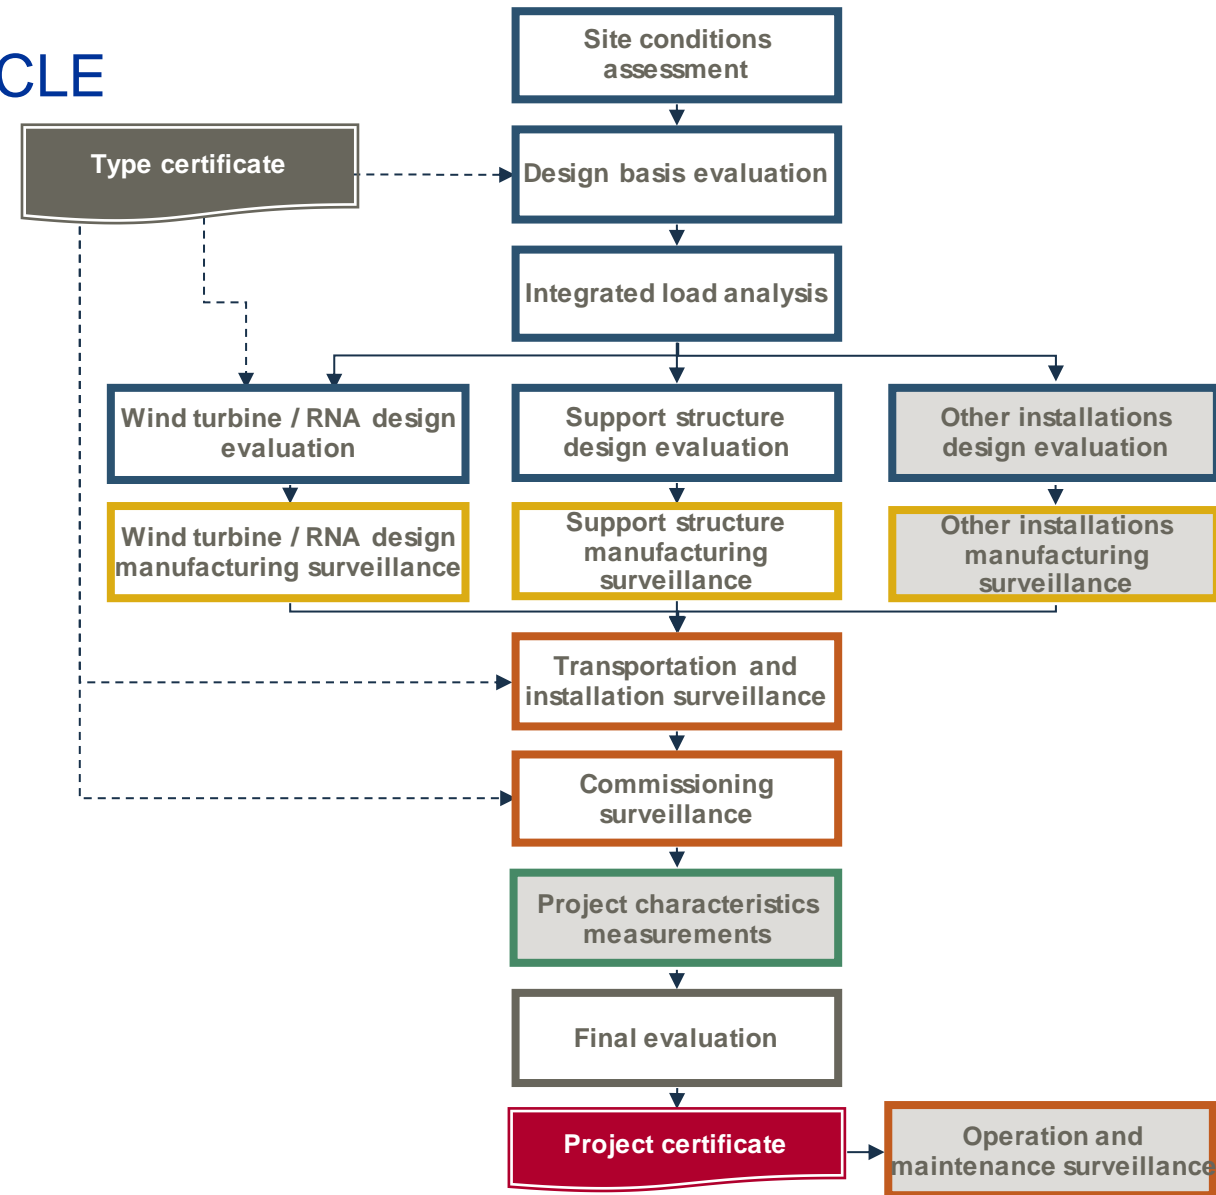 CLE
Site conditions
assessment
Type certificate
Design basis evaluation
Integrated load analysis
Wind turbine / RNA design
evaluation
Support structure
design evaluation
Other installations
design evaluation
Wind turbine / RNA design
manufacturing surveillance
Support structure
manufacturing
surveillance
Other installations
manufacturing
surveillance
Transportation and
installation surveillance
Commissioning
surveillance
Project characteristics
measurements
Final evaluation
Project certificate
Operation and
maintenance surveillance